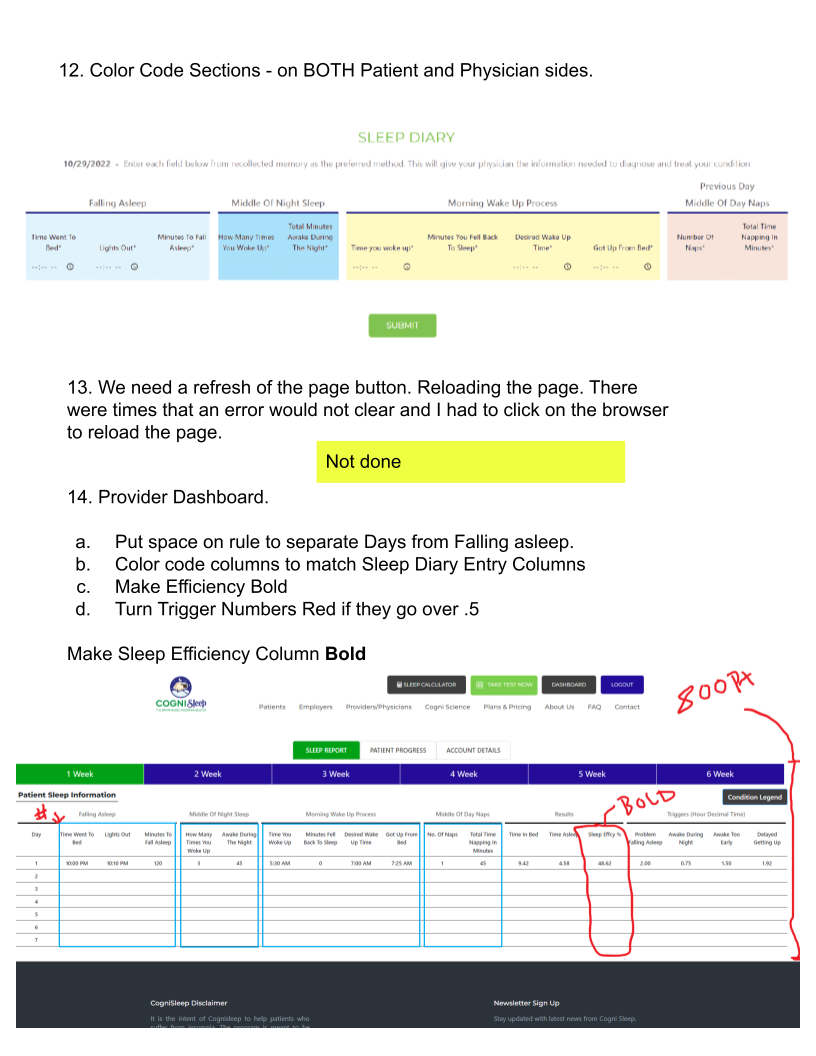 12. Color Code Sections - on BOTH Patient and Physician sides.
SLEEP DIARY
10/29/2022 - Enter each field below from recollected memory as the preferred method. This will give your physician the information needed to diagnose and treat your condition
Previous Day
Falling Asleep Middle Of Night Sleep Morning Wake Up Process Middle Of Day Naps
Total Minutes Total Time
Time Went To Minutes To Fall How Many Times Awake During Minutes You Fell Back Desired Wake Up Number Of Napping In
Bed* Lights Out* Asleep* You Woke Up* The Night* Time you woke up* To Sleep* Time* Got Up From Bed* Naps* Minutes*
--:-- -- --:-- -- --:-- -- --:-- -- --:-- --
SUBMIT
13. We need a refresh of the page button. Reloading the page. There
were times that an error would not clear and I had to click on the browser
to reload the page.
Not done
14. Provider Dashboard.
a. Put space on rule to separate Days from Falling asleep.
b. Color code columns to match Sleep Diary Entry Columns
c. Make Efficiency Bold
d. Turn Trigger Numbers Red if they go over .5
Make Sleep Efficiency Column Bold
SLEEP CALCULATOR TAKE TEST NOW DASHBOARD LOGOUT
800Px
COGNISleep
Patients Employers Providers/Physicians Cogni Science Plans & Pricing About Us FAQ Contact
SLEEP REPORT PATIENT PROGRESS ACCOUNT DETAILS
1 Week 2 Week 3 Week 4 Week 5 Week 6 Week
Patient Sleep Information Condition Legend
# BOLD
Falling Asleep Middle Of Night Sleep Morning Wake Up Process Middle Of Day Naps Results Triggers (Hour Decimal Time)
Day Time Went To Lights Out Minutes To How Many Awake During Time You Minutes Fell Desired Wake Got Up From No. Of Naps Total Time Time In Bed Time Asleep Sleep Effcy % Problem Awake During Awake Too Delayed
Bed Fall Asleep Times You The Night Woke Up Back To Sleep Up Time Bed Napping In Falling Asleep Night Early Getting Up
Woke Up Minutes
1 10:00 PM 10:10 PM 120 3 45 5:30 AM 0 7:00 AM 7:25 AM 1 45 9.42 4.58 48.62 2.00 0.75 1.50 1.92
2
3
4
5
6
7
CogniSleep Disclaimer Newsletter Sign Up
It is the intent of Cognisleep to help patients who Stay updated with latest news from Cogni Sleep.
suffer from insomnia. The program is meant to be